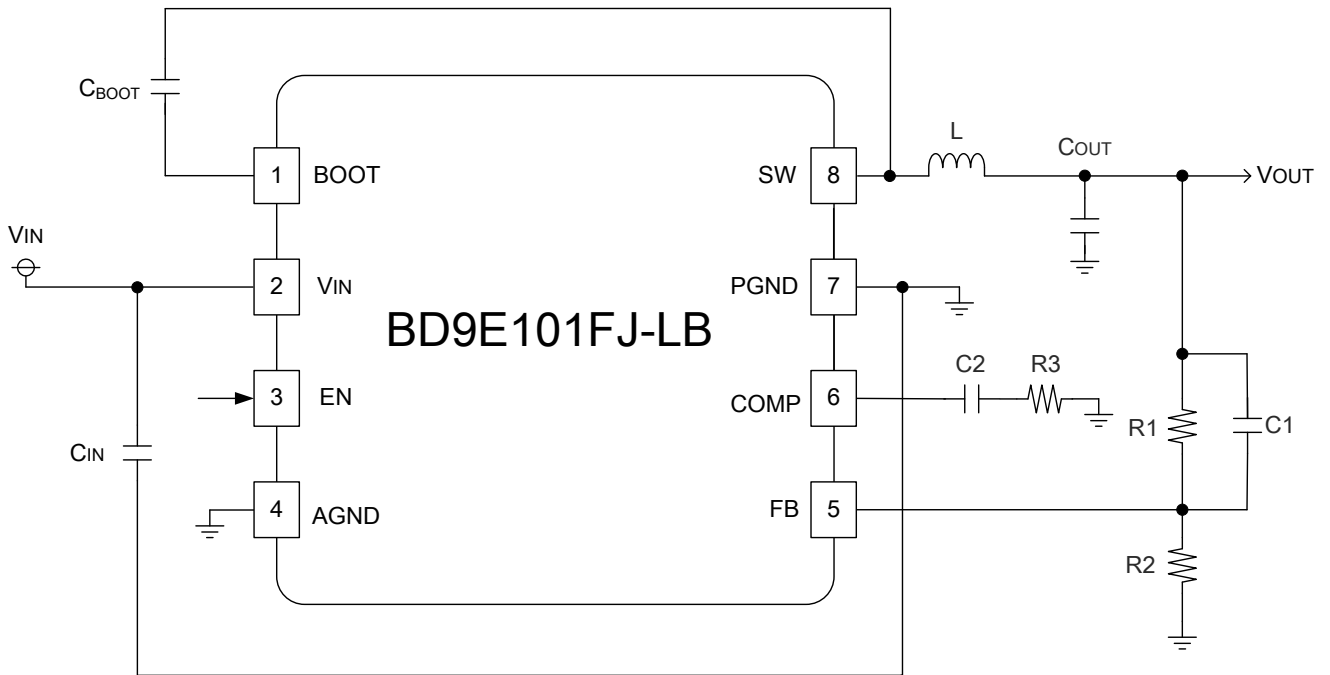 CBOOT
L
COUT
1
BOOT
SW
8
VOUT
VIN
2
VIN
PGND
7
BD9E101FJ-LB
C2
R3
3
EN
COMP
6
R1
C1
CIN
4
AGND
FB
5
R2